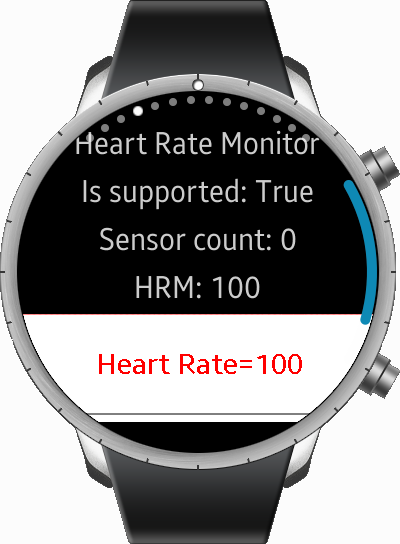 Heart Rate Monitor
Is supported: True
Sensor count: 0
HRM: 100
Heart Rate=100